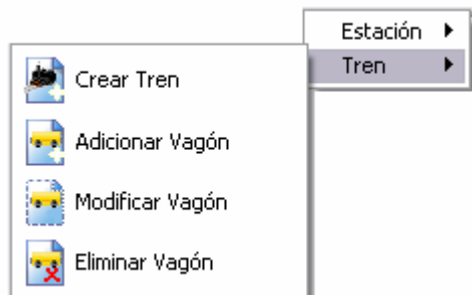 Estación
Tren
Crear Tren
Adicionar Vagón
Modificar Vagón
Eliminar Vagón